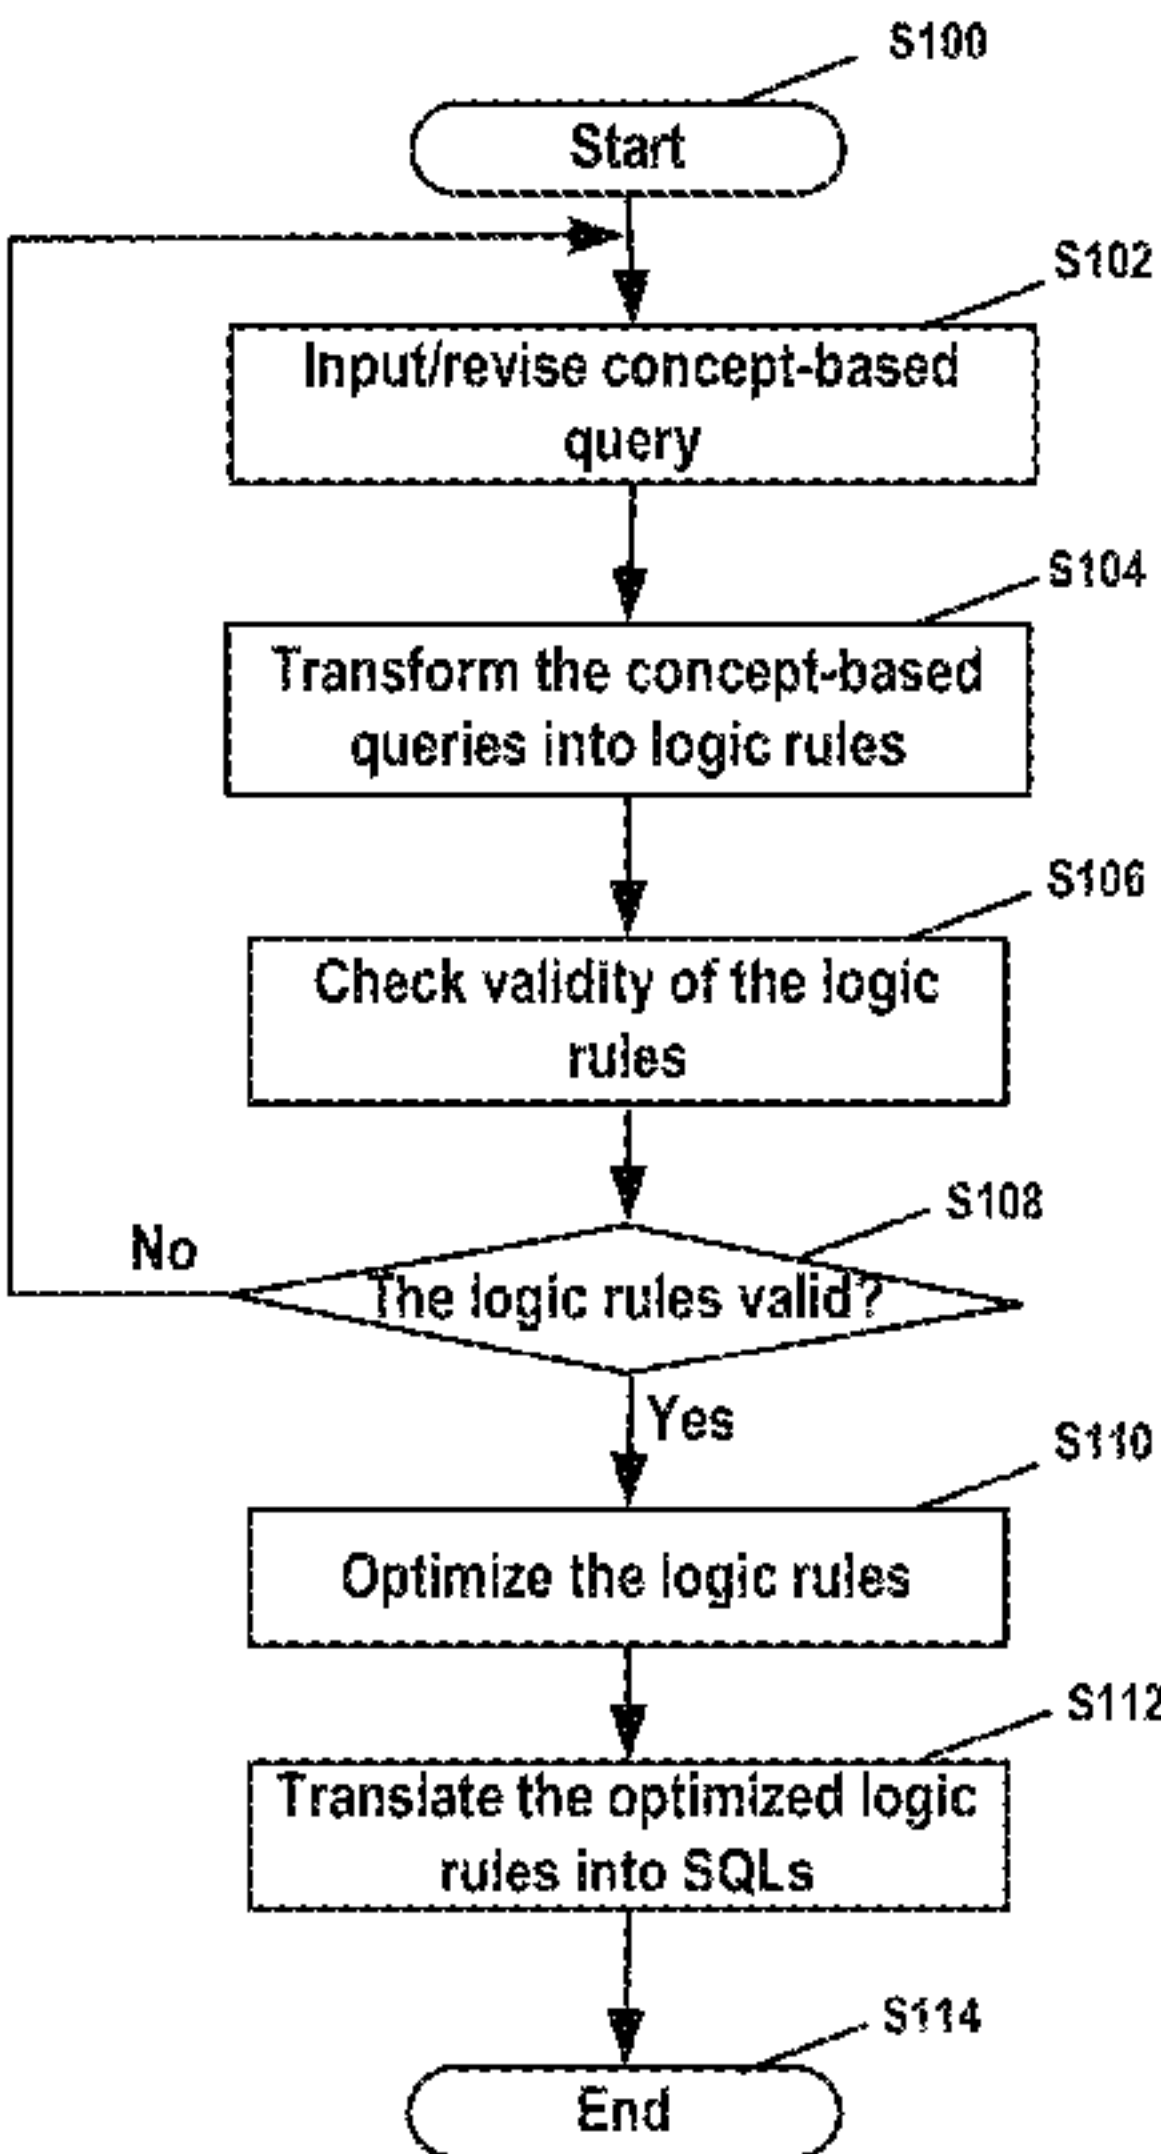 S100
Start
S102
Input/revise concept-based
query
S104
Transform the concept-based
queries into logic rules
S106
Check validity of the logic
rules
S108
No
The logic rules valid?
Yes
S110
Optimize the logic rules
S112
Translate the optimized logic
rules into SQLs
S114
End